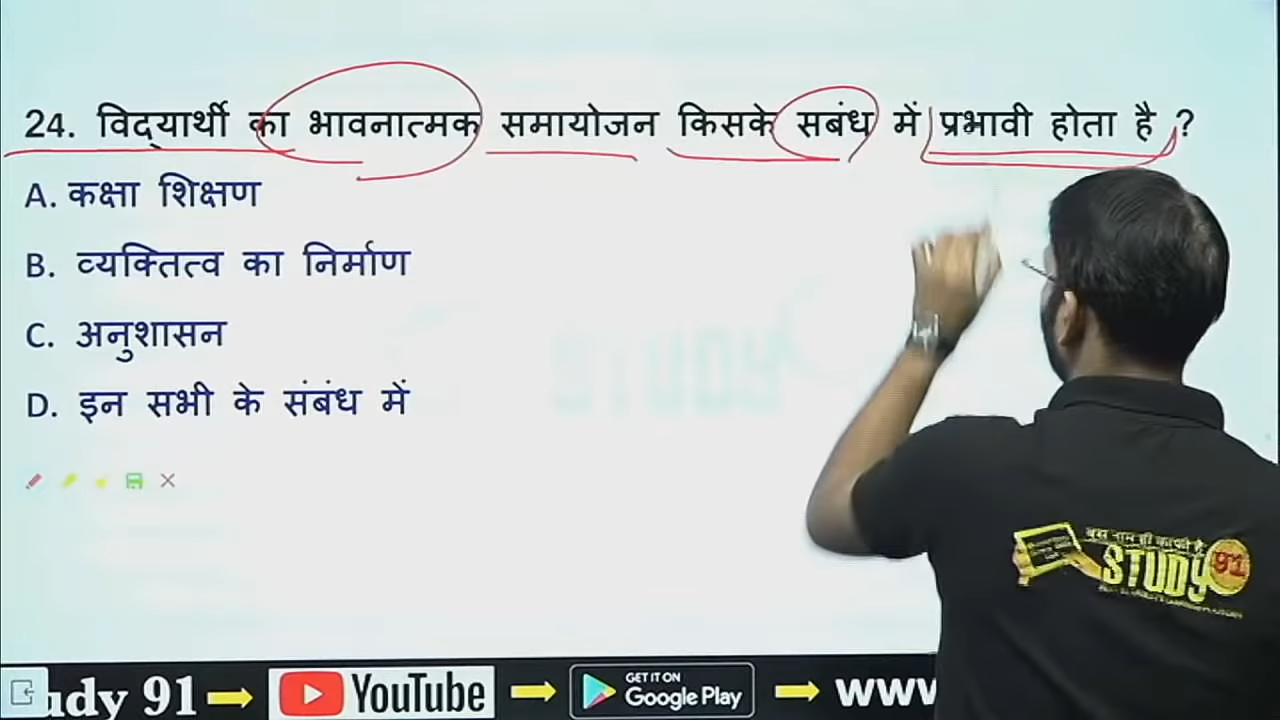 24. विद्यार्थी का भावनात्मक समायोजन किसके सबंध में प्रभावी होता है ?
A. कक्षा शिक्षण
B. व्यक्तित्व का निर्माण
C. अनुशासन
D. इन सभी के संबंध में
STUDY
STUDY 91
udy 91
YouTube
GET IT ON
Google Play
www